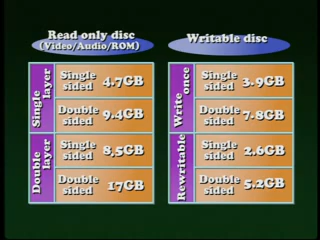 Read only disc
(Video/Audio/ROM)
Single layer
Single sided 4.7GB
Double sided 9.4GB
Double layer
Single sided 8,5GB
Double sided 17GB
Writable disc
Write once
Single sided 3.9GB
Double sided 7.8GB
Rewritable
Single sided 2.6GB
Double sided 5.2GB